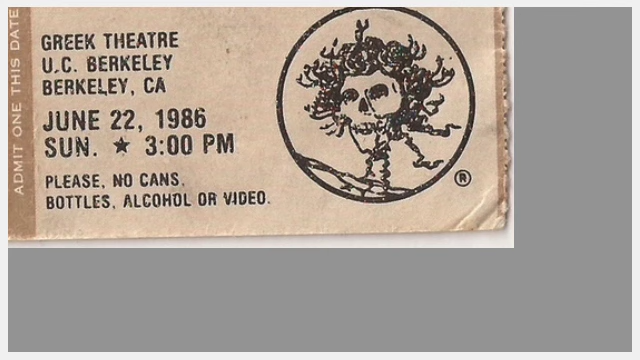 ADMIT ONE THIS DATE
GREEK THEATRE
U.C. BERKELEY
BERKELEY, CA
JUNE 22, 1986
SUN. ★ 3:00 PM
PLEASE, NO CANS,
BOTTLES, ALCOHOL OR VIDEO.
®